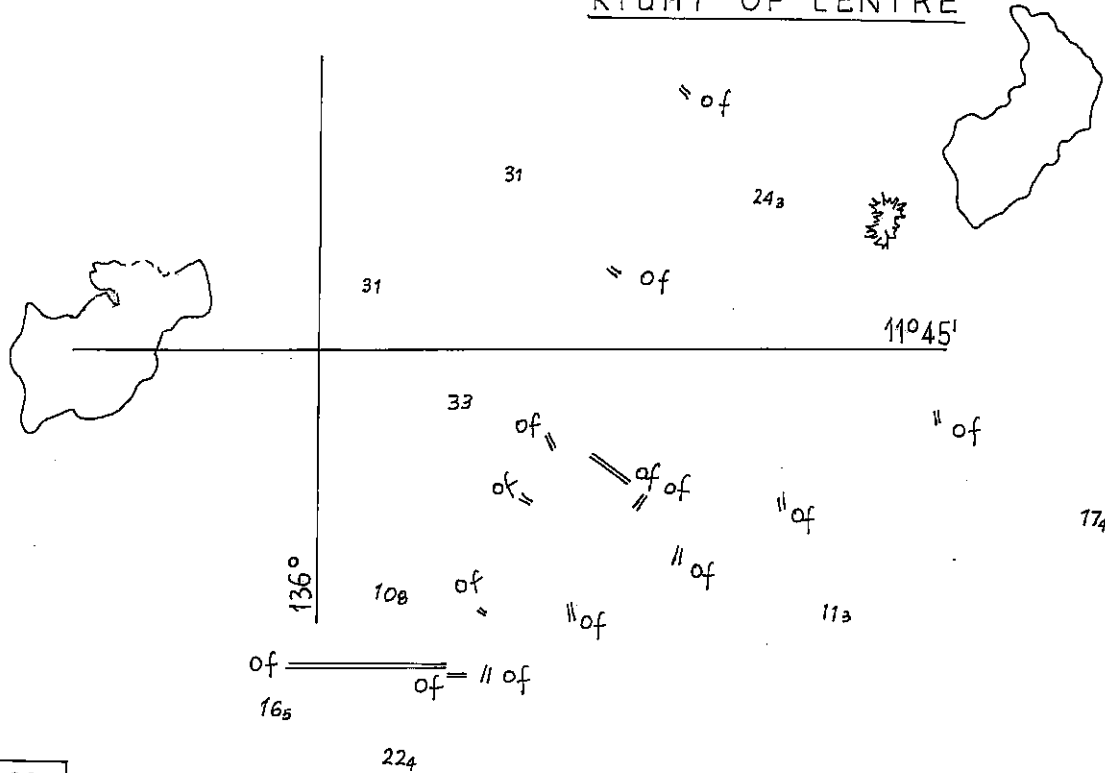 RIGHT OF CENTRE
of
31
24₃
of
31
11°45'
33
of
of
of
of
of
of
17₄
of
136°
10₈
of
of
11₃
of
of
of
16₅
22₄